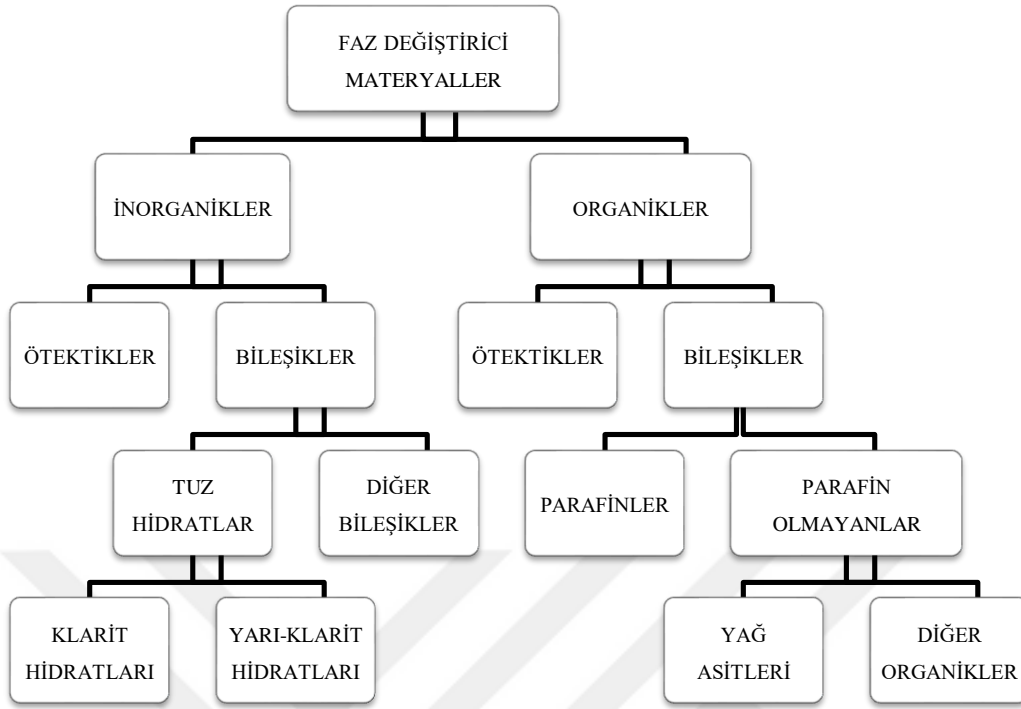 FAZ DEĞİŞTİRİCİ
MATERYALLER
İNORGANİKLER
ORGANİKLER
ÖTEKTİKLER
BİLEŞİKLER
ÖTEKTİKLER
BİLEŞİKLER
TUZ
HİDRATLAR
DİĞER
BİLEŞİKLER
PARAFİNLER
PARAFİN
OLMAYANLAR
KLARİT
HİDRATLARI
YARI-KLARİT
HİDRATLARI
YAĞ
ASİTLERİ
DİĞER
ORGANİKLER